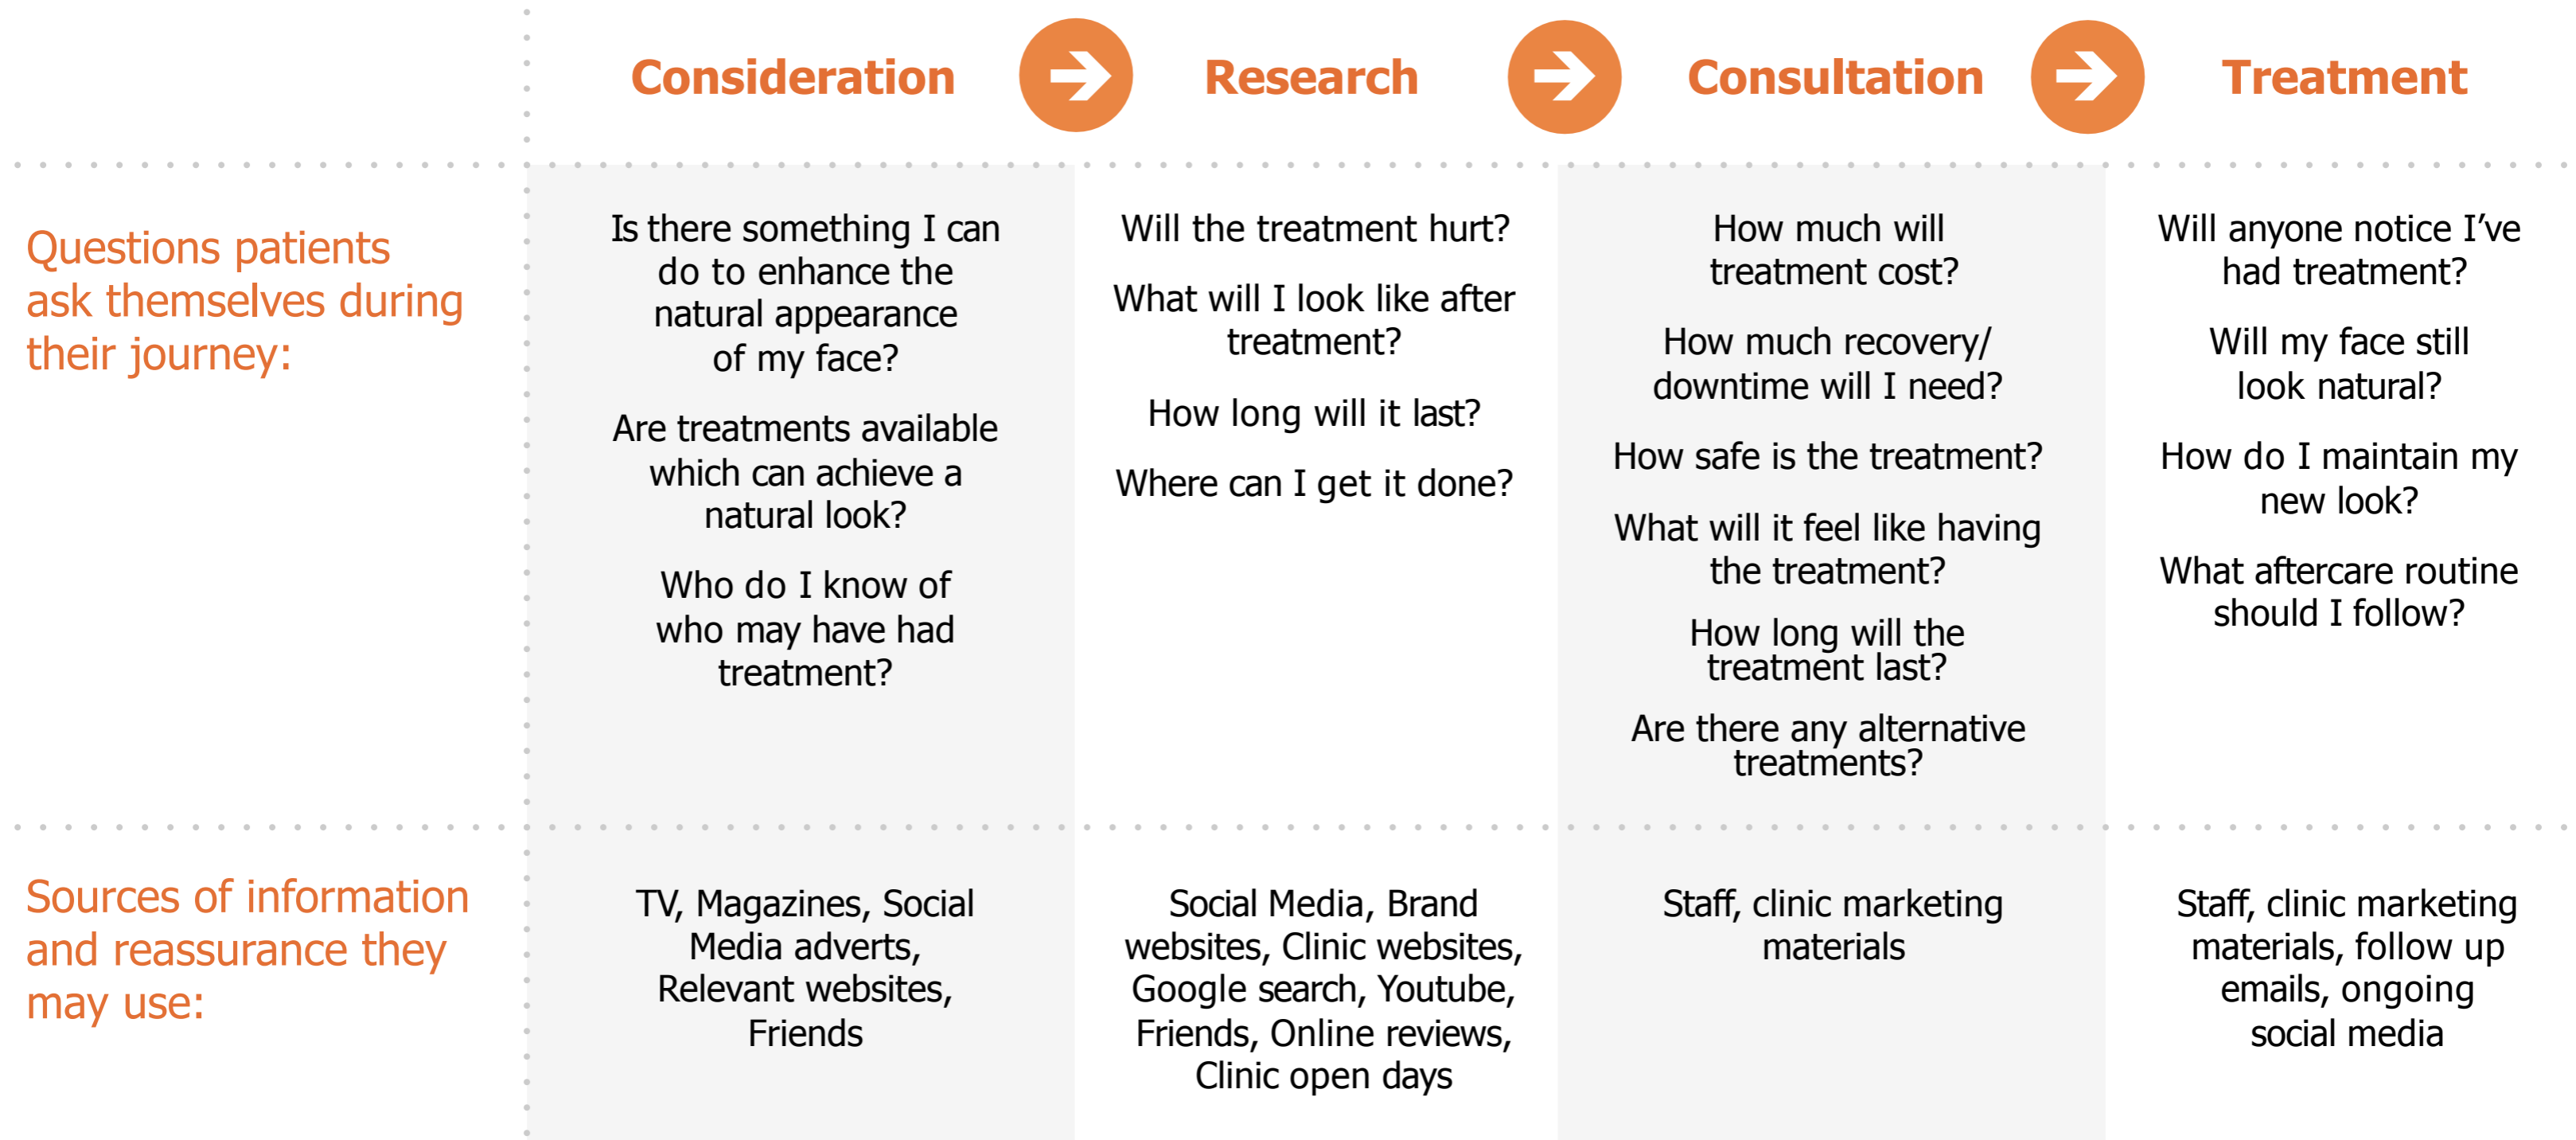 Consideration
Research
Consultation
Treatment
Questions patients
ask themselves during
their journey:
Is there something I can
do to enhance the
natural appearance
of my face?
Are treatments available
which can achieve a
natural look?
Who do I know of
who may have had
treatment?
Will the treatment hurt?
What will I look like after
treatment?
How long will it last?
Where can I get it done?
How much will
treatment cost?
How much recovery/
downtime will I need?
How safe is the treatment?
What will it feel like having
the treatment?
How long will the
treatment last?
Are there any alternative
treatments?
Will anyone notice I’ve
had treatment?
Will my face still
look natural?
How do I maintain my
new look?
What aftercare routine
should I follow?
Sources of information
and reassurance they
may use:
TV, Magazines, Social
Media adverts,
Relevant websites,
Friends
Social Media, Brand
websites, Clinic websites,
Google search, Youtube,
Friends, Online reviews,
Clinic open days
Staff, clinic marketing
materials
Staff, clinic marketing
materials, follow up
emails, ongoing
social media